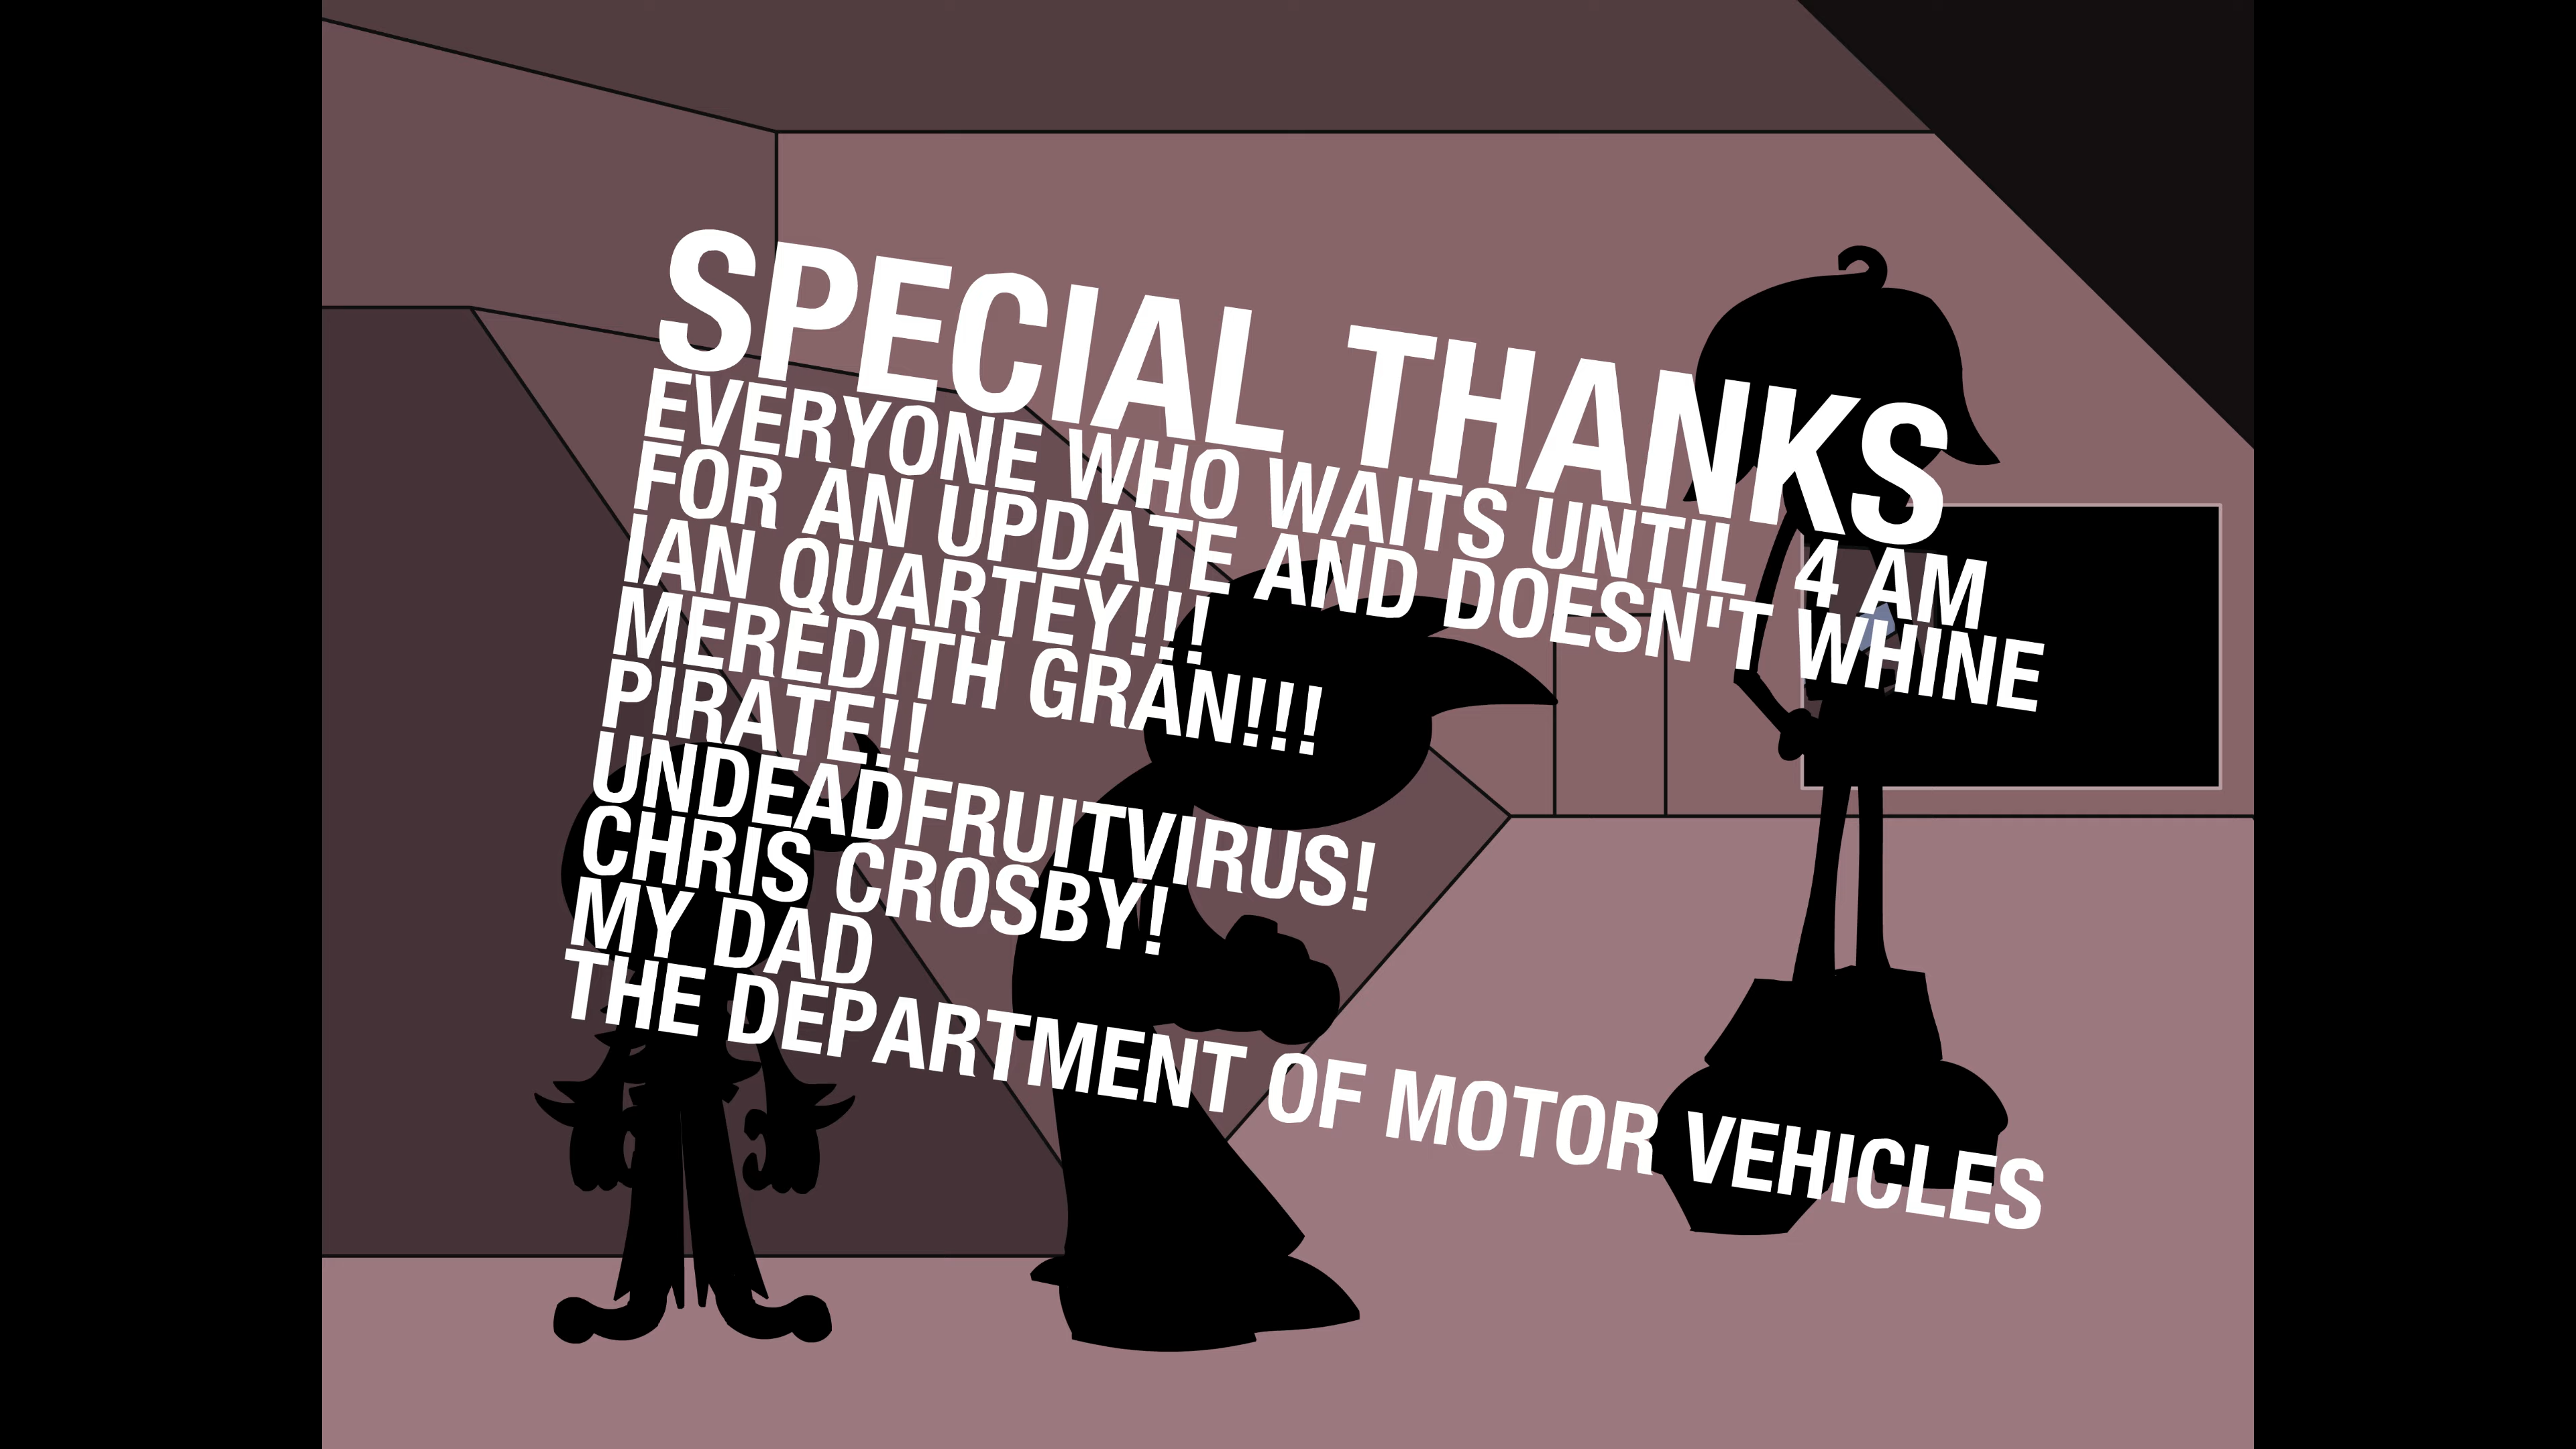 SPECIAL THANKS
EVERYONE WHO WAITS UNTIL 4 AM
FOR AN UPDATE AND DOESN'T WHINE
IAN QUARTEY!!!
MEREDITH GRAN!!!
PIRATE!!
UNDEADFRUITVIRUS!
CHRIS CROSBY!
MY DAD
THE DEPARTMENT OF MOTOR VEHICLES